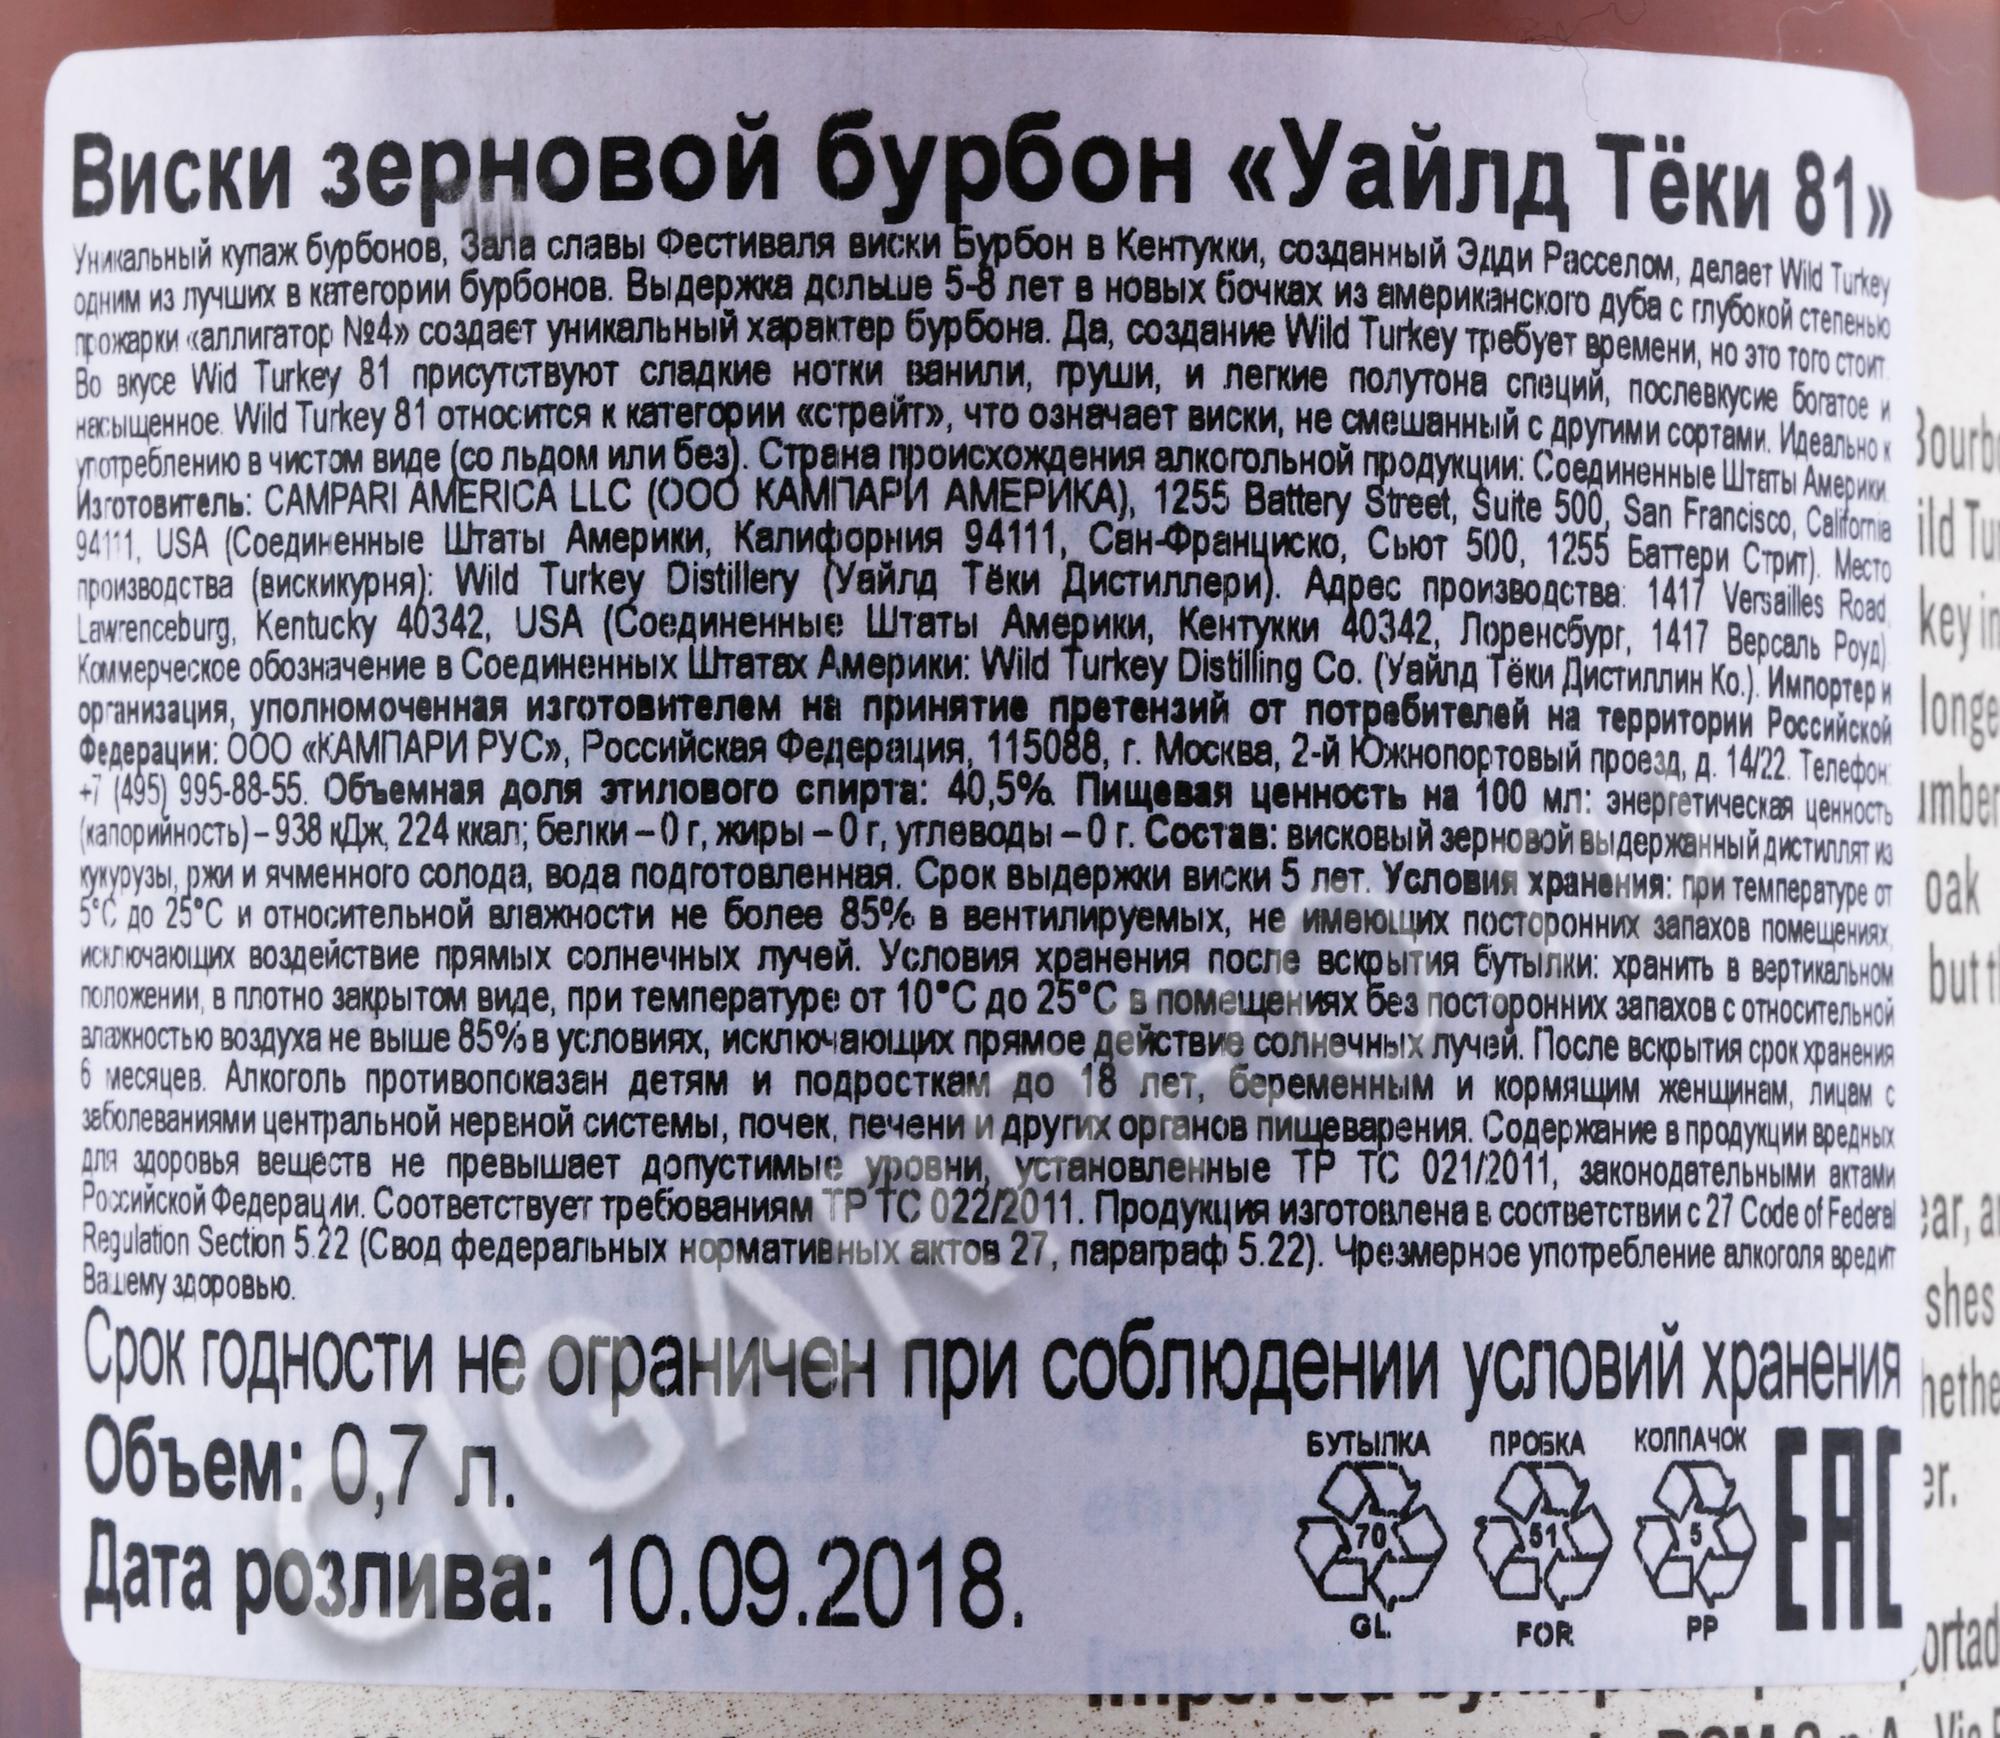 Виски зерновой бурбон «Уайлд Тёки 81»
Уникальный купаж бурбонов, Зала славы Фестиваля виски Бурбон в Кентукки, созданный Эдди Расселом, делает Wild Turkey
одним из лучших в категории бурбонов. Выдержка дольше 5-8 лет в новых бочках из американского дуба с глубокой степенью
прожарки «аллигатор №4» создает уникальный характер бурбона. Да, создание Wild Turkey требует времени, но это того стоит.
Во вкусе Wid Turkey 81 присутствуют сладкие нотки ванили, груши, и легкие полутона специй, послевкусие богатое и
насыщенное. Wild Turkey 81 относится к категории «стрейт», что означает виски, не смешанный с другими сортами. Идеально к
употреблению в чистом виде (со льдом или без). Страна происхождения алкогольной продукции: Соединенные Штаты Америки.
Изготовитель: CAMPARI AMERICA LLC (ООО КАМПАРИ АМЕРИКА), 1255 Battery Street, Suite 500, San Francisco, California
94111, USA (Соединенные Штаты Америки, Калифорния 94111, Сан-Франциско, Сьют 500, 1255 Баттери Стрит). Место
производства (вискикурня): Wild Turkey Distillery (Уайлд Тёки Дистиллери). Адрес производства: 1417 Versailles Road,
Lawrenceburg, Kentucky 40342, USA (Соединенные Штаты Америки, Кентукки 40342, Лоренсбург, 1417 Версаль Роуд).
Коммерческое обозначение в Соединенных Штатах Америки: Wild Turkey Distilling Co. (Уайлд Тёки Дистиллин Ко.). Импортер и
организация, уполномоченная изготовителем на принятие претензий от потребителей на территории Российской
Федерации: ООО «КАМПАРИ РУС», Российская Федерация, 115088, г. Москва, 2-й Южнопортовый проезд, д. 14/22. Телефон:
+7 (495) 995-88-55. Объемная доля этилового спирта: 40,5%. Пищевая ценность на 100 мл: энергетическая ценность
(калорийность) – 938 кДж, 224 ккал; белки – 0 г, жиры – 0 г, углеводы – 0 г. Состав: висковый зерновой выдержанный дистиллят из
кукурузы, ржи и ячменного солода, вода подготовленная. Срок выдержки виски 5 лет. Условия хранения: при температуре от
5°C до 25°C и относительной влажности не более 85% в вентилируемых, не имеющих посторонних запахов помещениях,
исключающих воздействие прямых солнечных лучей. Условия хранения после вскрытия бутылки: хранить в вертикальном
положении, в плотно закрытом виде, при температуре от 10°C до 25°C в помещениях без посторонних запахов с относительной
влажностью воздуха не выше 85% в условиях, исключающих прямое действие солнечных лучей. После вскрытия срок хранения
6 месяцев. Алкоголь противопоказан детям и подросткам до 18 лет, беременным и кормящим женщинам, лицам с
заболеваниями центральной нервной системы, почек, печени и других органов пищеварения. Содержание в продукции вредных
для здоровья веществ не превышает допустимые уровни, установленные ТР ТС 021/2011, законодательными актами
Российской Федерации. Соответствует требованиям ТР ТС 022/2011. Продукция изготовлена в соответствии с 27 Code of Federal
Regulation Section 5.22 (Свод федеральных нормативных актов 27, параграф 5.22). Чрезмерное употребление алкоголя вредит
Вашему здоровью.
Срок годности не ограничен при соблюдении условий хранения
Объем: 0,7 л.
Дата розлива: 10.09.2018.
БУТЫЛКА ПРОБКА КОЛПАЧОК
70 51 5
GL FOR PP
EAC
CIGARPRO.RU
key in
longe
oak
but th
shes
er.